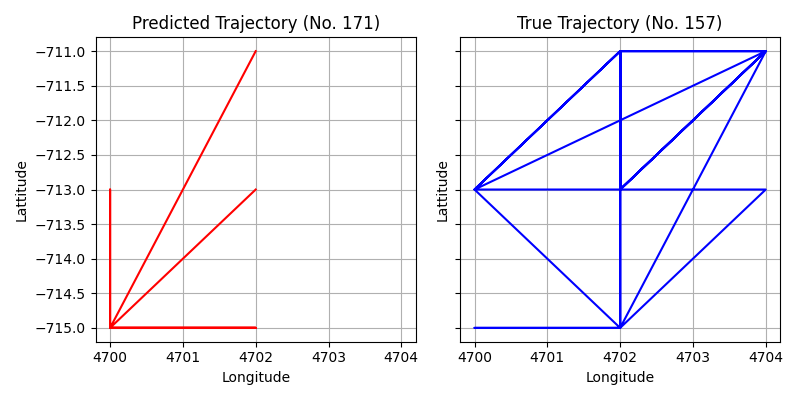 Predicted Trajectory (No. 171)
True Trajectory (No. 157)
−711.0
−711.5
−712.0
−712.5
−713.0
−713.5
−714.0
−714.5
−715.0
Lattitude
Lattitude
4700 4701 4702 4703 4704
4700 4701 4702 4703 4704
Longitude
Longitude